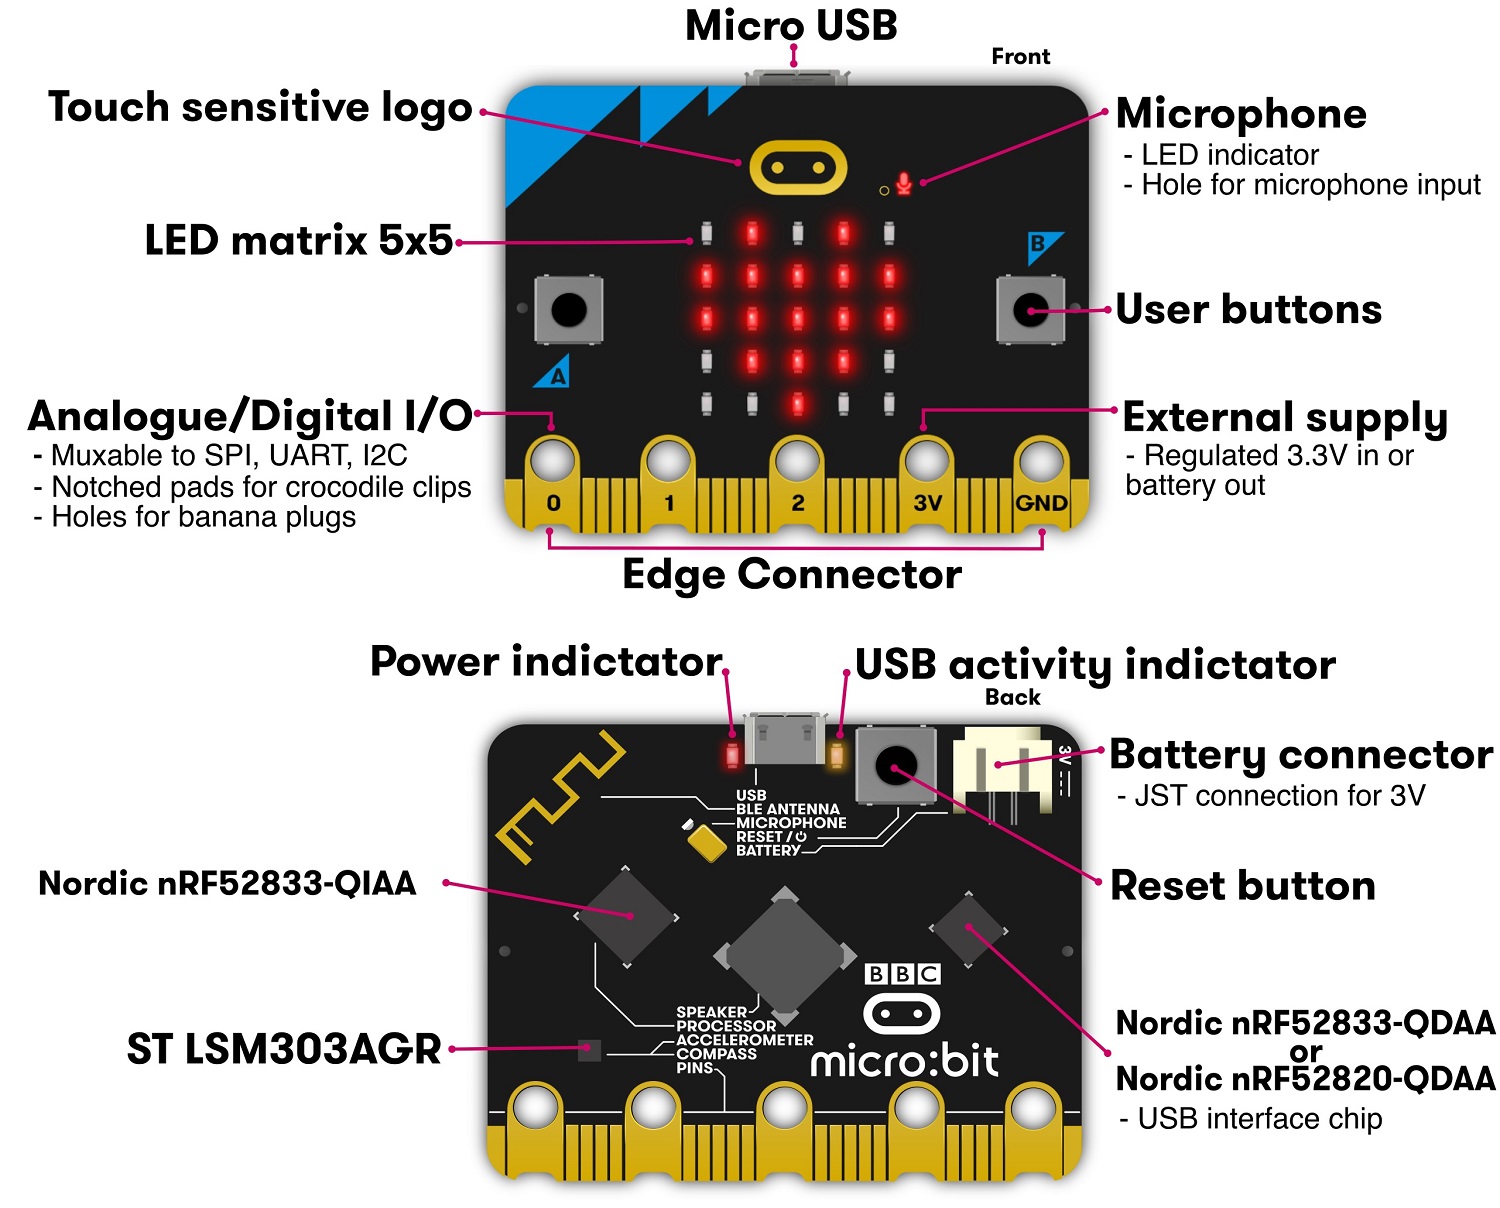 Micro USB
Front
Touch sensitive logo
Microphone
- LED indicator
- Hole for microphone input
LED matrix 5x5
B
User buttons
A
Analogue/Digital I/O
- Muxable to SPI, UART, I2C
- Notched pads for crocodile clips
- Holes for banana plugs
External supply
- Regulated 3.3V in or
battery out
0 1 2 3V GND
Edge Connector
Power indictator
USB activity indictator
Back
Battery connector
- JST connection for 3V
3V
USB
BLE ANTENNA
MICROPHONE
RESET /
BATTERY
Reset button
Nordic nRF52833-QIAA
BBC
micro:bit
SPEAKER
PROCESSOR
ACCELEROMETER
COMPASS
PINS
ST LSM303AGR
Nordic nRF52833-QDAA
or
Nordic nRF52820-QDAA
- USB interface chip